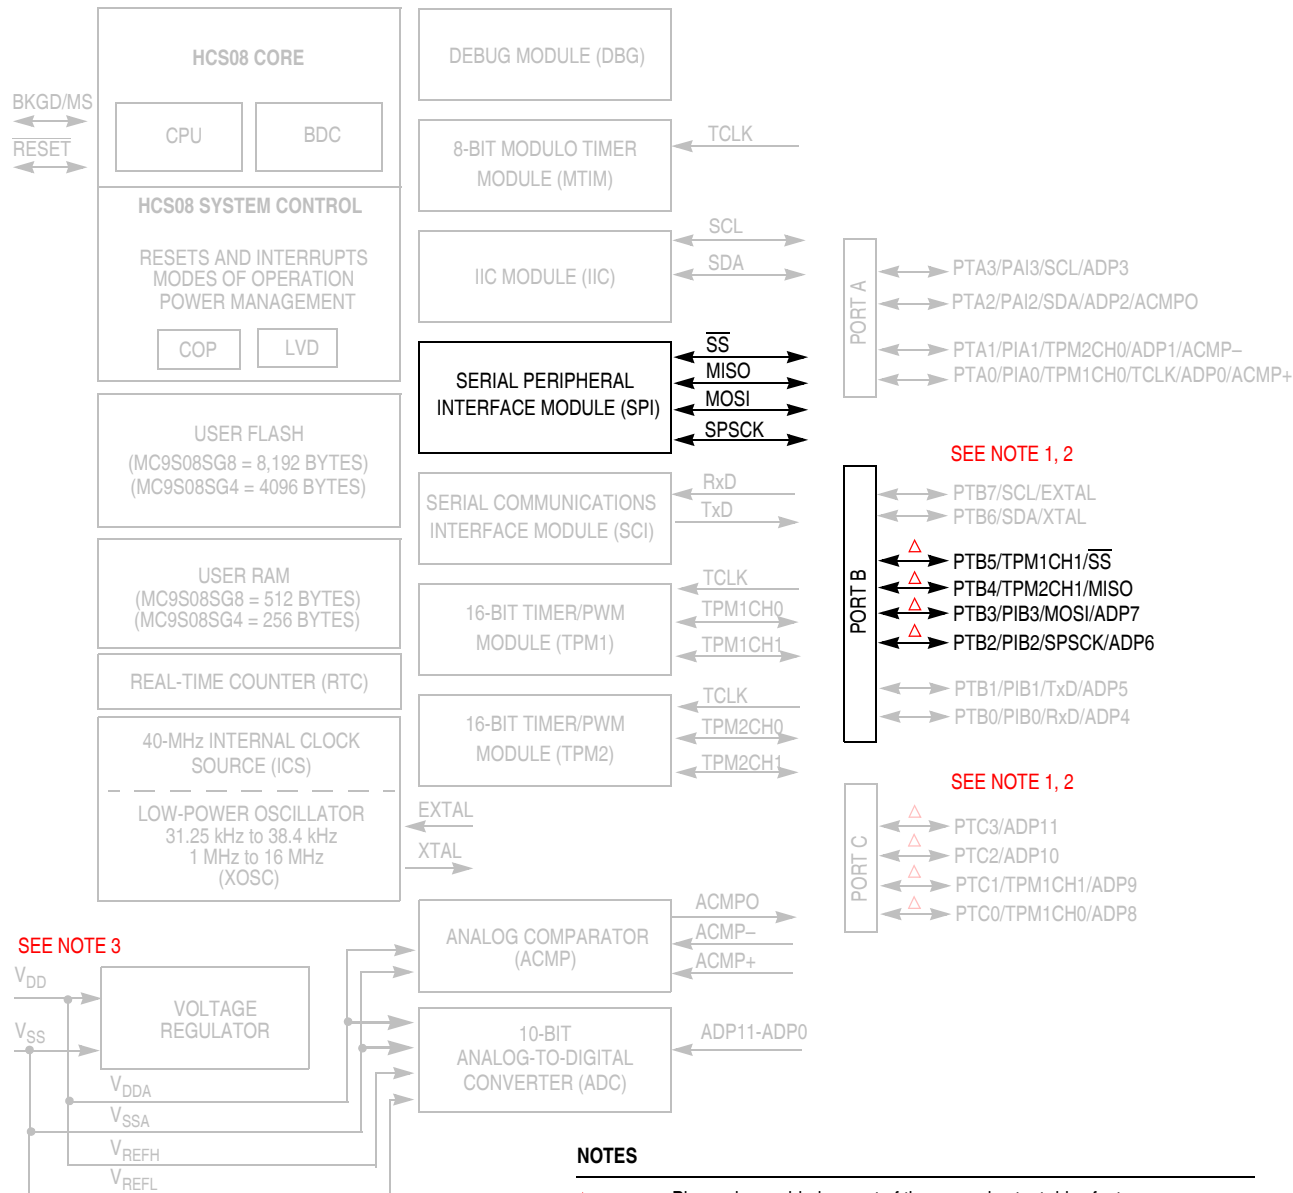 HCS08 CORE
CPU
BDC
BKGD/MS
RESET
HCS08 SYSTEM CONTROL
RESETS AND INTERRUPTS
MODES OF OPERATION
POWER MANAGEMENT
COP
LVD
USER FLASH
(MC9S08SG8 = 8,192 BYTES)
(MC9S08SG4 = 4096 BYTES)
USER RAM
(MC9S08SG8 = 512 BYTES)
(MC9S08SG4 = 256 BYTES)
REAL-TIME COUNTER (RTC)
40-MHz INTERNAL CLOCK
SOURCE (ICS)
LOW-POWER OSCILLATOR
31.25 kHz to 38.4 kHz
1 MHz to 16 MHz
(XOSC)
EXTAL
XTAL
SEE NOTE 3
VDD
VSS
VOLTAGE
REGULATOR
VDDA
VSSA
VREFH
VREFL
DEBUG MODULE (DBG)
8-BIT MODULO TIMER
MODULE (MTIM)
TCLK
IIC MODULE (IIC)
SCL
SDA
SERIAL PERIPHERAL
INTERFACE MODULE (SPI)
SS
MISO
MOSI
SPSCK
SERIAL COMMUNICATIONS
INTERFACE MODULE (SCI)
RxD
TxD
16-BIT TIMER/PWM
MODULE (TPM1)
TCLK
TPM1CH0
TPM1CH1
16-BIT TIMER/PWM
MODULE (TPM2)
TCLK
TPM2CH0
TPM2CH1
ANALOG COMPARATOR
(ACMP)
ACMPO
ACMP–
ACMP+
10-BIT
ANALOG-TO-DIGITAL
CONVERTER (ADC)
ADP11-ADP0
PORT A
PTA3/PAI3/SCL/ADP3
PTA2/PAI2/SDA/ADP2/ACMPO
PTA1/PIA1/TPM2CH0/ADP1/ACMP–
PTA0/PIA0/TPM1CH0/TCLK/ADP0/ACMP+
SEE NOTE 1, 2
PORT B
PTB7/SCL/EXTAL
PTB6/SDA/XTAL
PTB5/TPM1CH1/SS
PTB4/TPM2CH1/MISO
PTB3/PIB3/MOSI/ADP7
PTB2/PIB2/SPSCK/ADP6
PTB1/PIB1/TxD/ADP5
PTB0/PIB0/RxD/ADP4
SEE NOTE 1, 2
PORT C
PTC3/ADP11
PTC2/ADP10
PTC1/TPM1CH1/ADP9
PTC0/TPM1CH0/ADP8
NOTES